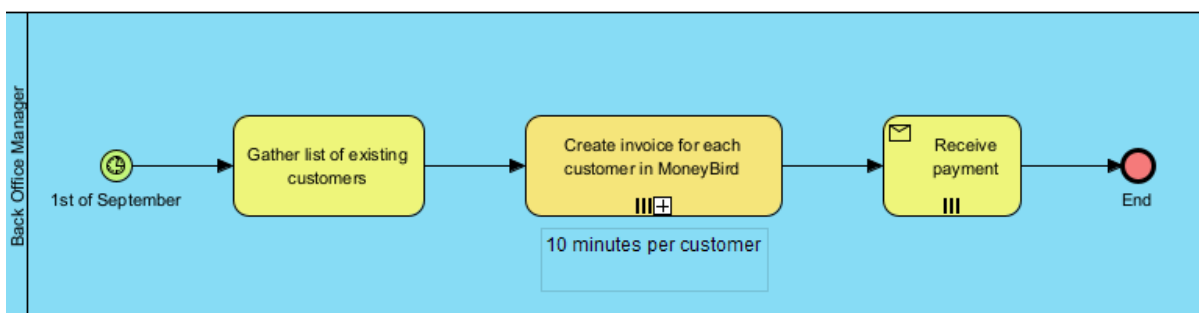 Back Office Manager
1st of September
Gather list of existing
customers
Create invoice for each
customer in MoneyBird
10 minutes per customer
Receive
payment
End